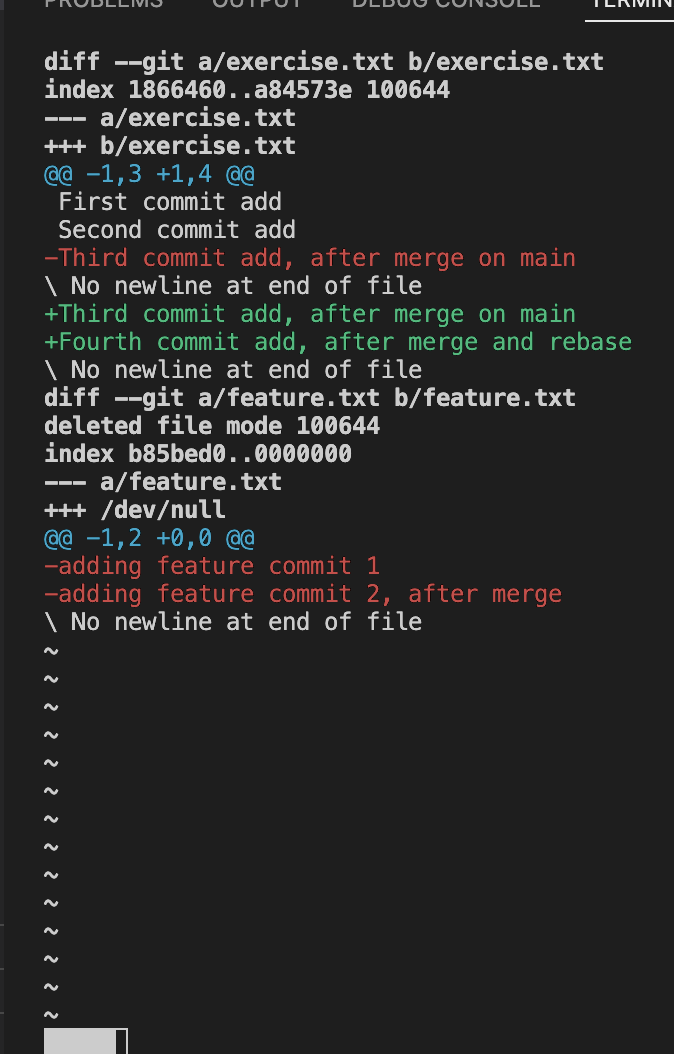 PROBLEMS OUTPUT DEBUG CONSOLE
diff --git a/exercise.txt b/exercise.txt
index 1866460..a84573e 100644
--- a/exercise.txt
+++ b/exercise.txt
@@ -1,3 +1,4 @@
 First commit add
 Second commit add
-Third commit add, after merge on main
\ No newline at end of file
+Third commit add, after merge on main
+Fourth commit add, after merge and rebase
\ No newline at end of file
diff --git a/feature.txt b/feature.txt
deleted file mode 100644
index b85bed0..0000000
--- a/feature.txt
+++ /dev/null
@@ -1,2 +0,0 @@
-adding feature commit 1
-adding feature commit 2, after merge
\ No newline at end of file
~
~
~
~
~
~
~
~
~
~
~
~
~
~